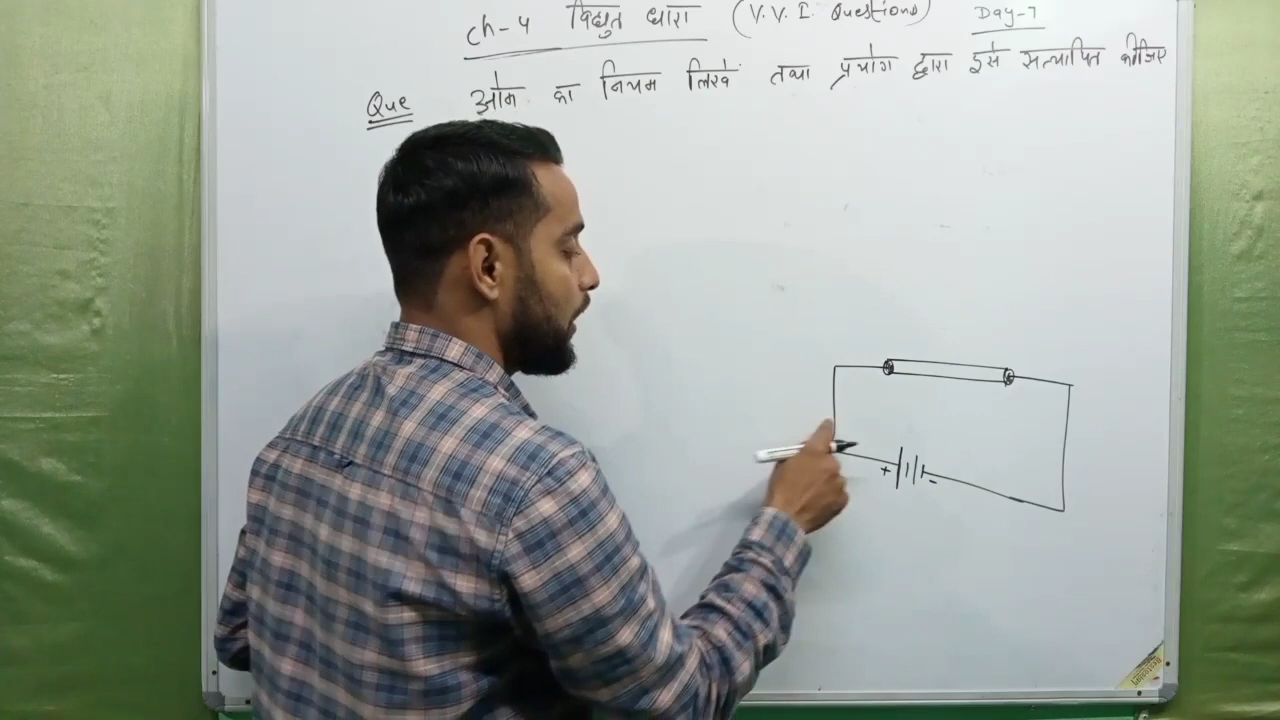 ch-4 विद्युत धारा (V.V.I. Questions) Day-7
Que ओम का नियम लिखे तथा प्रयोग द्वारा इसे सत्यापित कीजिए
+ -